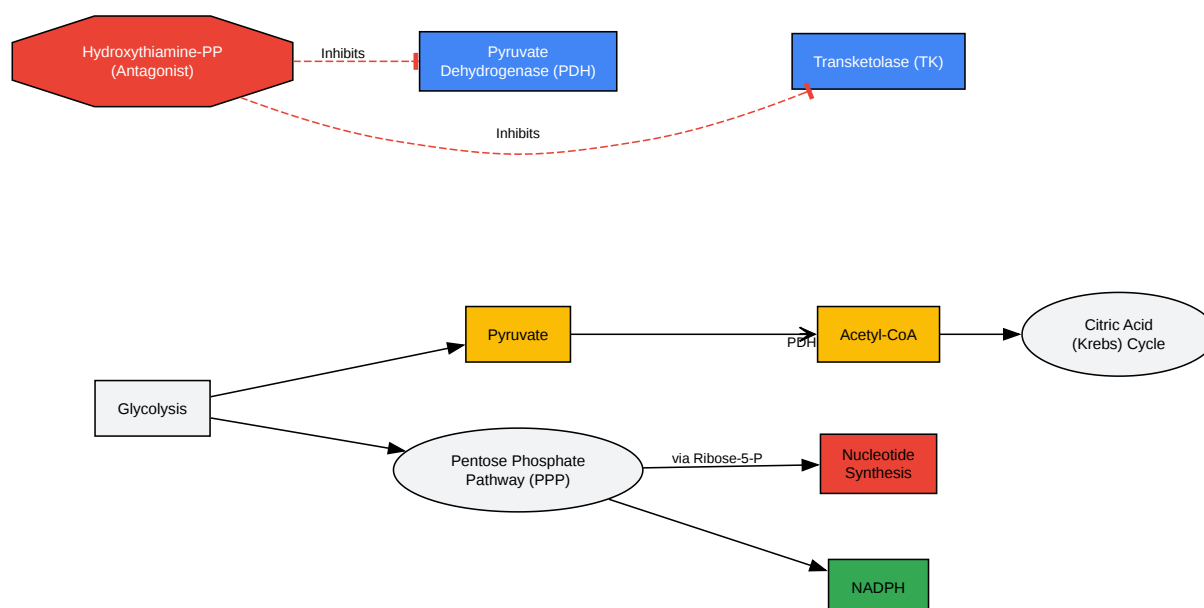 Hydroxythiamine-PP
(Antagonist)
Inhibits
Pyruvate
Dehydrogenase (PDH)
Transketolase (TK)
Inhibits
Pyruvate
PDH
Acetyl-CoA
Citric Acid
(Krebs) Cycle
Glycolysis
Pentose Phosphate
Pathway (PPP)
via Ribose-5-P
Nucleotide
Synthesis
NADPH